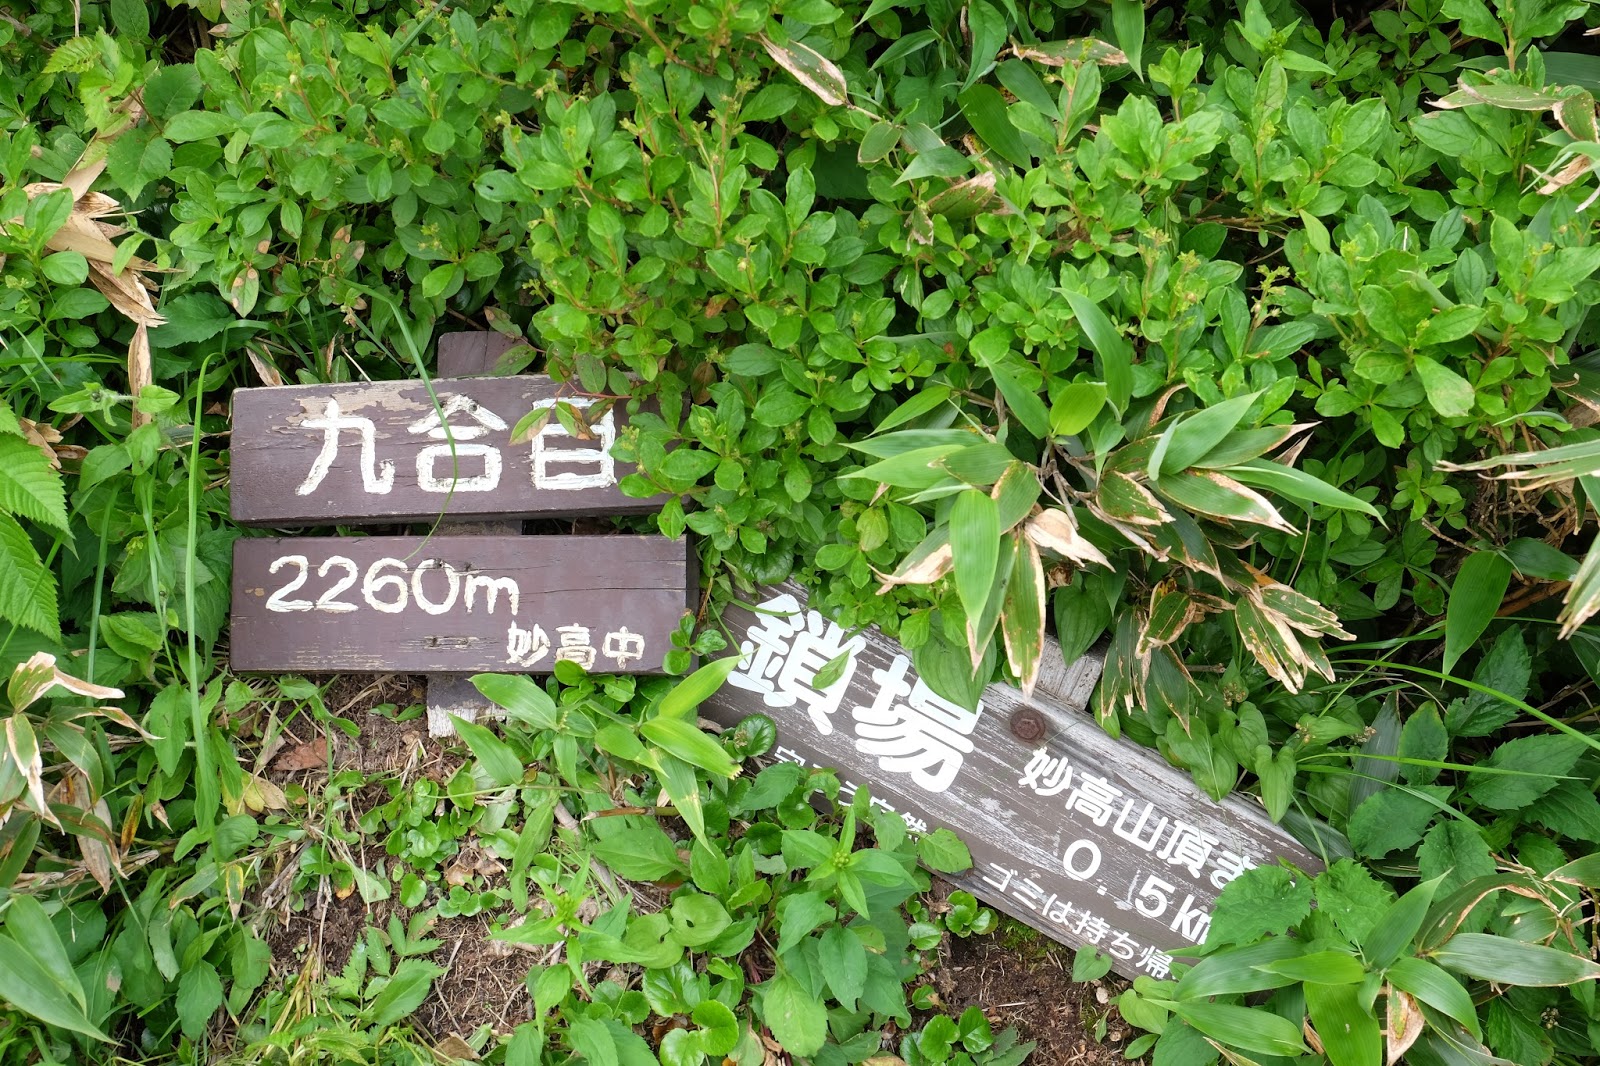 九合目
2260m
妙高中
鎖場
妙高山頂ま
0.5km
ゴミは持ち帰